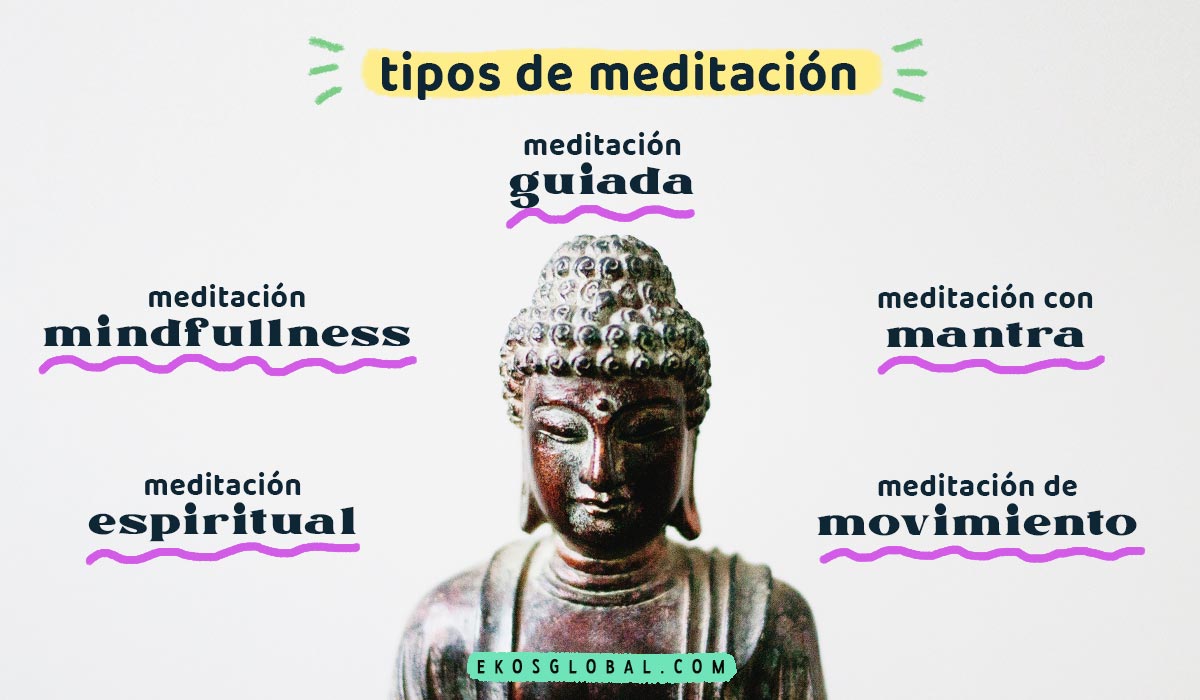 tipos de meditación
meditación
guiada
meditación
mindfullness
meditación con
mantra
meditación
espiritual
meditación de
movimiento
EKOSGLOBAL.COM